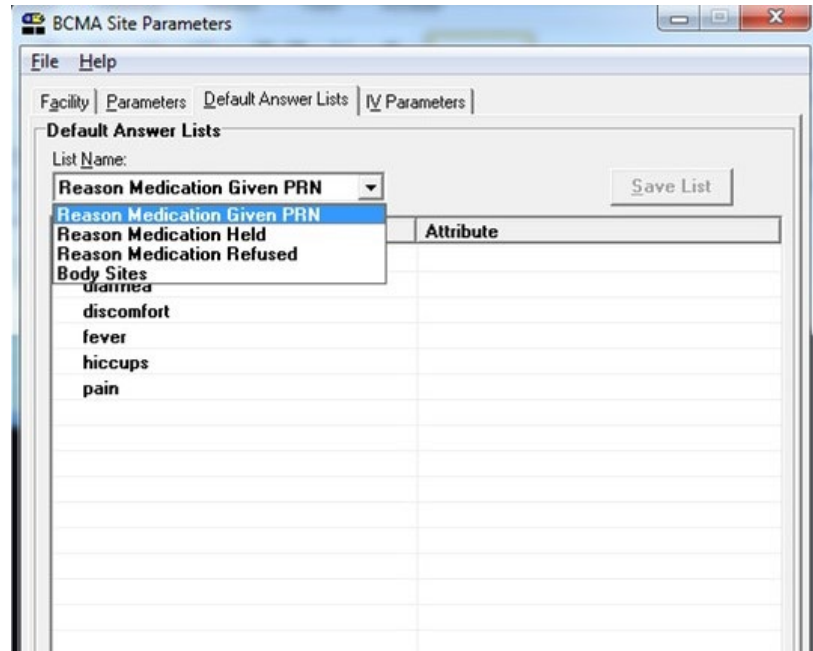 BCMA Site Parameters
File Help
Facility Parameters Default Answer Lists IV Parameters
Default Answer Lists
List Name:
Reason Medication Given PRN
Save List
Reason Medication Given PRN
Attribute
Reason Medication Held
Reason Medication Refused
Body Sites
diarrhea
discomfort
fever
hiccups
pain